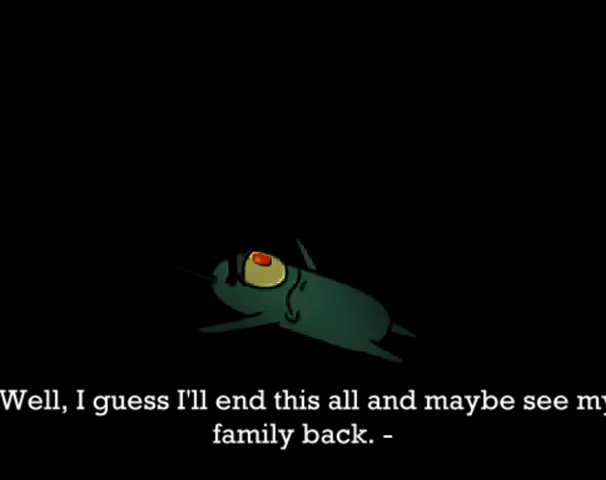 Well, I guess I'll end this all and maybe see my
family back. -